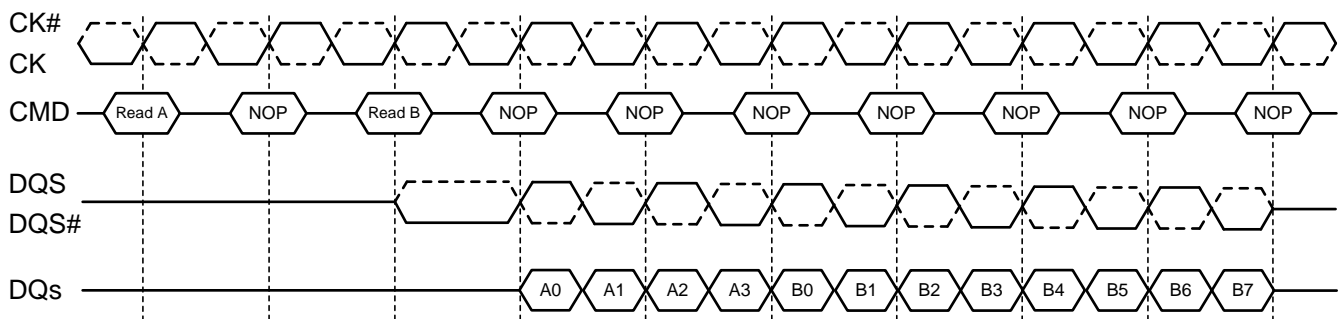 CK#
CK
CMD Read A NOP Read B NOP NOP NOP NOP NOP NOP NOP
DQS
DQS#
DQs A0 A1 A2 A3 B0 B1 B2 B3 B4 B5 B6 B7